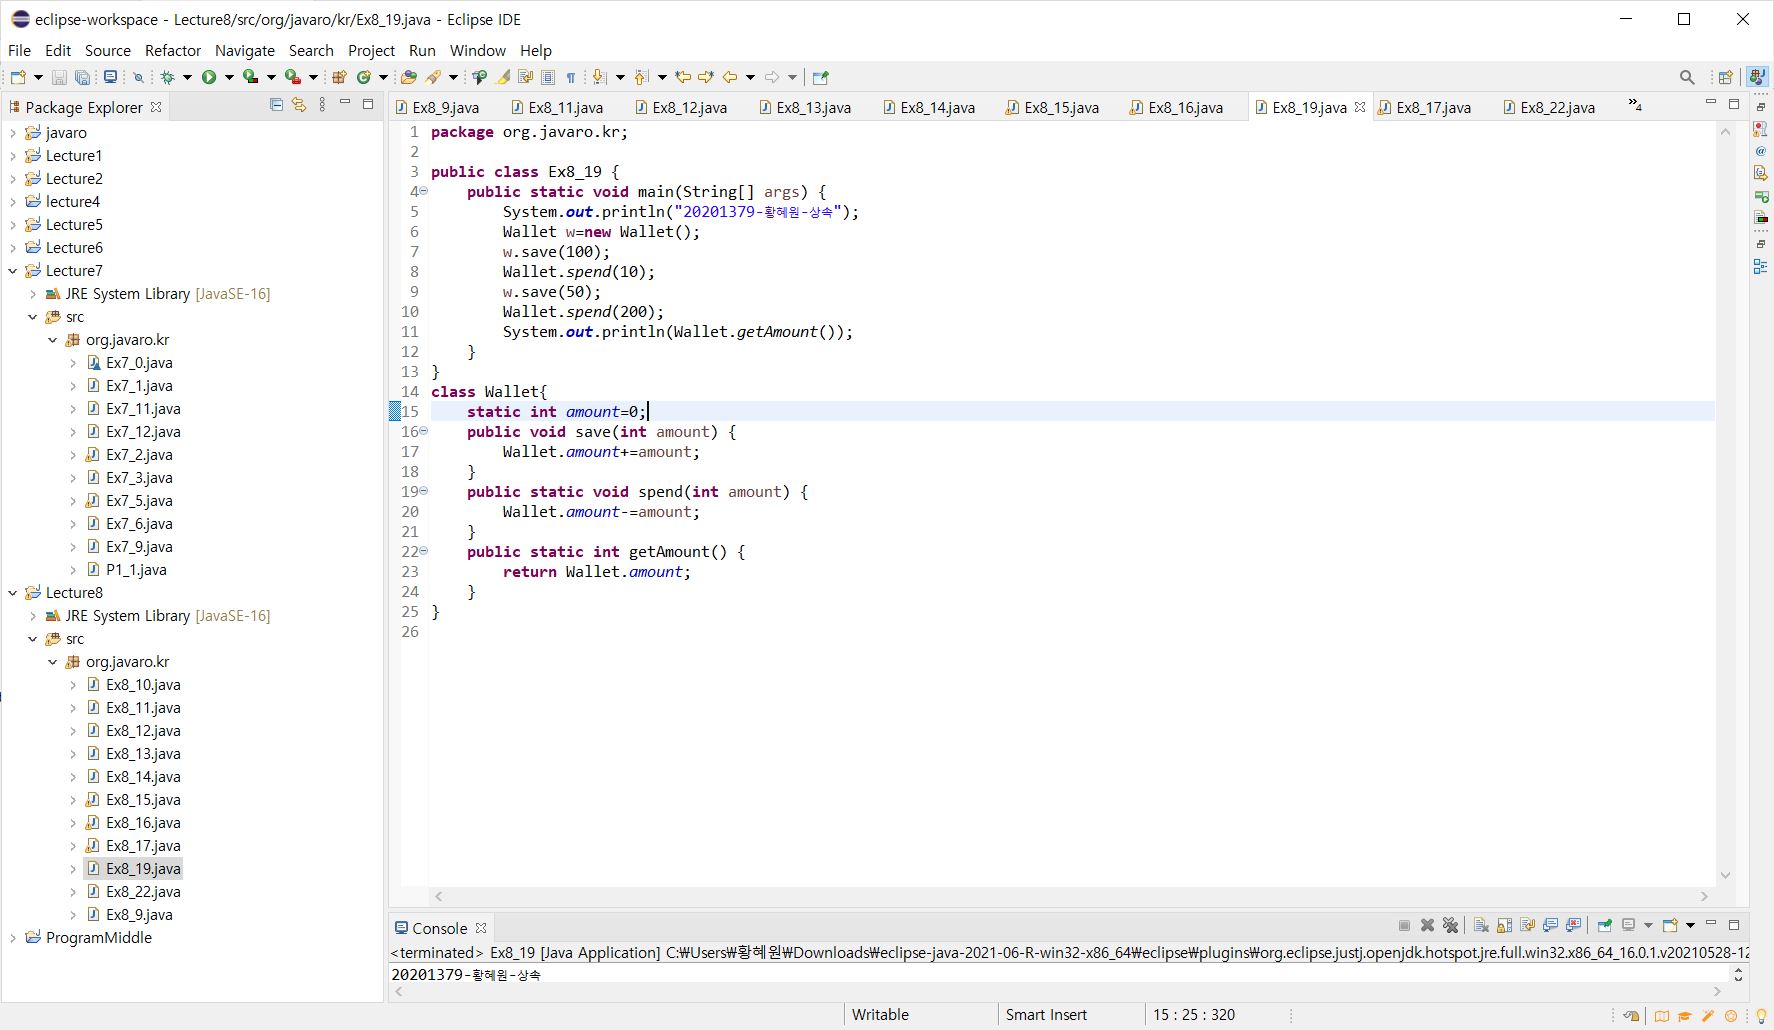 eclipse-workspace - Lecture8/src/org/javaro/kr/Ex8_19.java - Eclipse IDE
File Edit Source Refactor Navigate Search Project Run Window Help
Package Explorer
javaro
Lecture1
Lecture2
lecture4
Lecture5
Lecture6
Lecture7
JRE System Library [JavaSE-16]
src
org.javaro.kr
Ex7_0.java
Ex7_1.java
Ex7_11.java
Ex7_12.java
Ex7_2.java
Ex7_3.java
Ex7_5.java
Ex7_6.java
Ex7_9.java
P1_1.java
Lecture8
JRE System Library [JavaSE-16]
src
org.javaro.kr
Ex8_10.java
Ex8_11.java
Ex8_12.java
Ex8_13.java
Ex8_14.java
Ex8_15.java
Ex8_16.java
Ex8_17.java
Ex8_19.java
Ex8_22.java
Ex8_9.java
ProgramMiddle
Ex8_9.java Ex8_11.java Ex8_12.java Ex8_13.java Ex8_14.java Ex8_15.java Ex8_16.java Ex8_19.java Ex8_17.java Ex8_22.java »4
1 package org.javaro.kr;
2
3 public class Ex8_19 {
4 public static void main(String[] args) {
5 System.out.println("20201379-황혜원-상속");
6 Wallet w=new Wallet();
7 w.save(100);
8 Wallet.spend(10);
9 w.save(50);
10 Wallet.spend(200);
11 System.out.println(Wallet.getAmount());
12 }
13 }
14 class Wallet{
15 static int amount=0;
16 public void save(int amount) {
17 Wallet.amount+=amount;
18 }
19 public static void spend(int amount) {
20 Wallet.amount-=amount;
21 }
22 public static int getAmount() {
23 return Wallet.amount;
24 }
25 }
26
Console
<terminated> Ex8_19 [Java Application] C:₩Users₩황혜원₩Downloads₩eclipse-java-2021-06-R-win32-x86_64₩eclipse₩plugins₩org.eclipse.justj.openjdk.hotspot.jre.full.win32.x86_64_16.0.1.v20210528-12
20201379-황혜원-상속
Writable Smart Insert 15 : 25 : 320